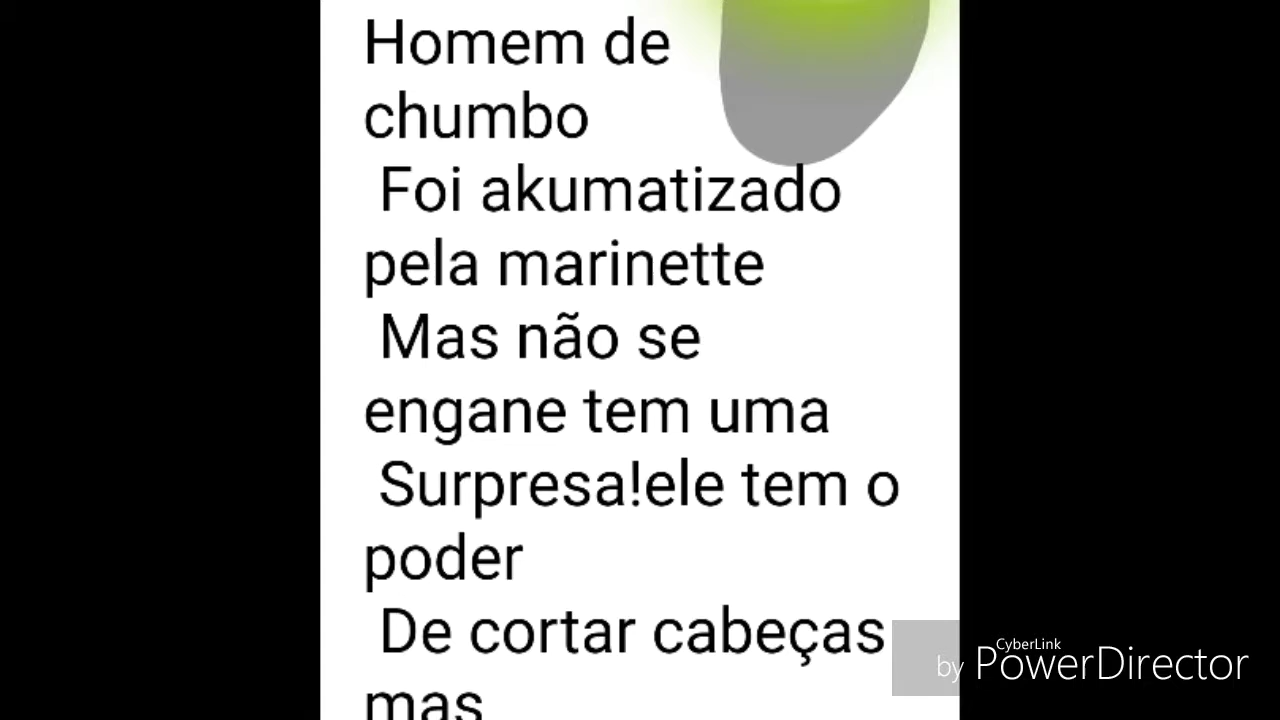 Homem de
chumbo
Foi akumatizado
pela marinette
Mas não se
engane tem uma
Surpresa!ele tem o
poder
De cortar cabeças
mas
CyberLink
by PowerDirector